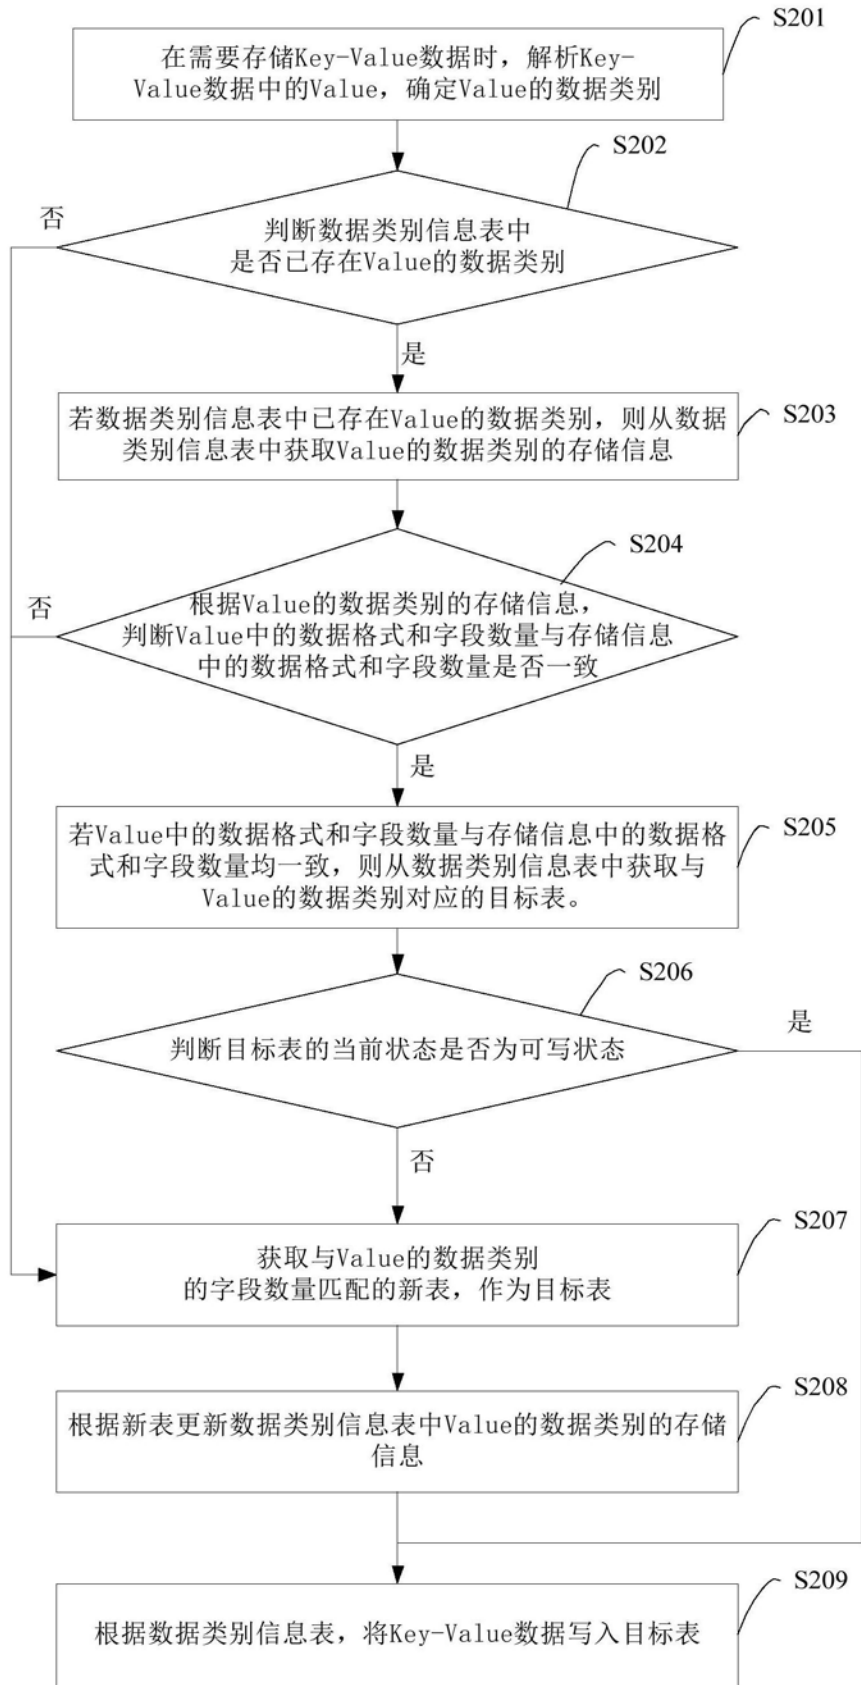 S201
在需要存储Key-Value数据时，解析Key-
Value数据中的Value，确定Value的数据类别
S202
否
判断数据类别信息表中
是否已存在Value的数据类别
是
若数据类别信息表中已存在Value的数据类别，则从数据
类别信息表中获取Value的数据类别的存储信息
S203
S204
否
根据Value的数据类别的存储信息，
判断Value中的数据格式和字段数量与存储信息
中的数据格式和字段数量是否一致
是
若Value中的数据格式和字段数量与存储信息中的数据格
式和字段数量均一致，则从数据类别信息表中获取与
Value的数据类别对应的目标表。
S205
S206
是
判断目标表的当前状态是否为可写状态
否
S207
获取与Value的数据类别
的字段数量匹配的新表，作为目标表
S208
根据新表更新数据类别信息表中Value的数据类别的存储
信息
S209
根据数据类别信息表，将Key-Value数据写入目标表